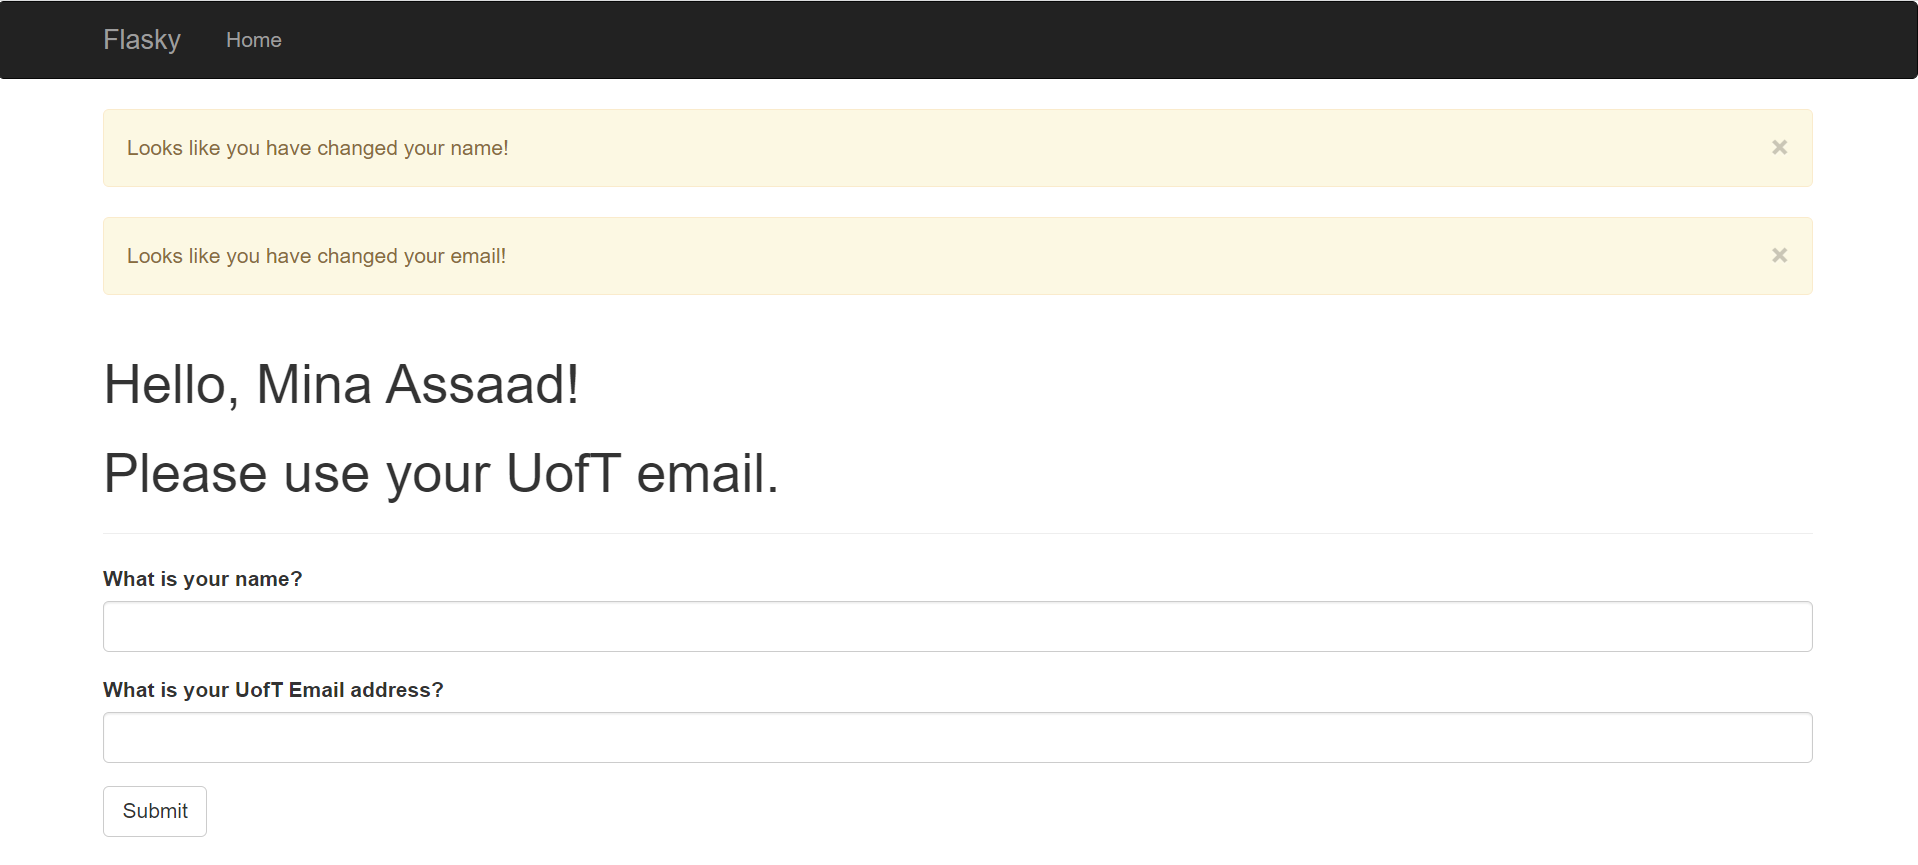 Flasky Home
Looks like you have changed your name! ×
Looks like you have changed your email! ×
Hello, Mina Assaad!
Please use your UofT email.
What is your name?
What is your UofT Email address?
Submit